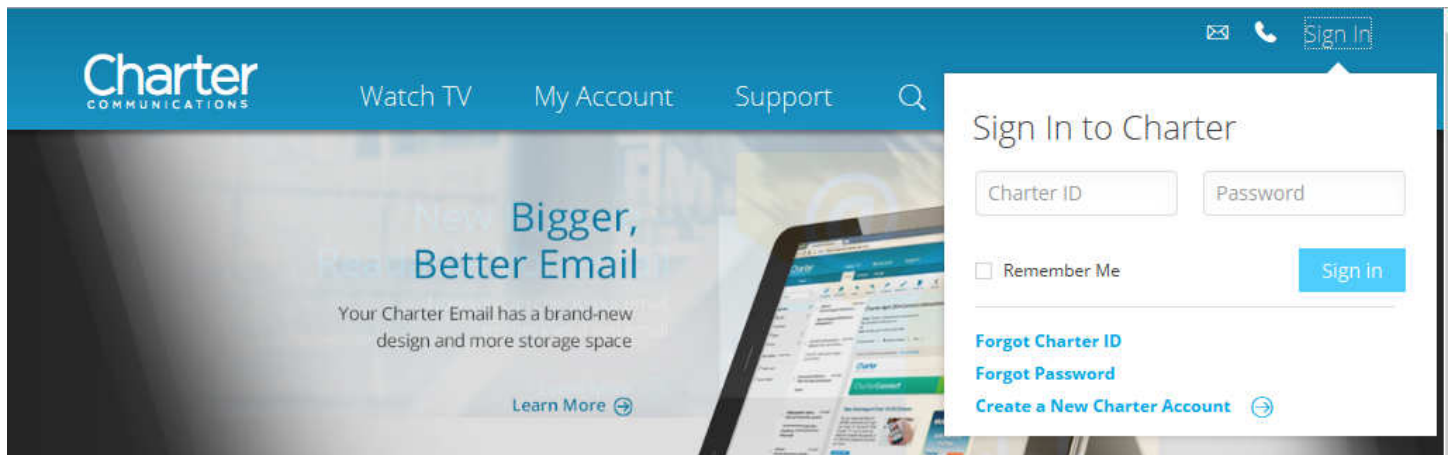 Sign In
Charter
COMMUNICATIONS
Watch TV
My Account
Support
Sign In to Charter
Charter ID
Password
Remember Me
Sign in
Forgot Charter ID
Forgot Password
Create a New Charter Account
New Bigger,
Better Email
Your Charter Email has a brand-new
design and more storage space
Learn More
Charter